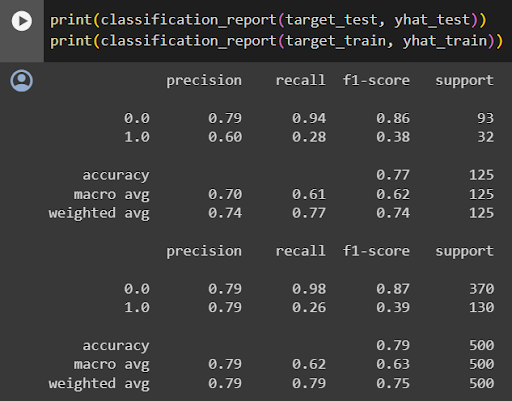 print(classification_report(target_test, yhat_test))
print(classification_report(target_train, yhat_train))
precision recall f1-score support
0.0 0.79 0.94 0.86 93
1.0 0.60 0.28 0.38 32
accuracy 0.77 125
macro avg 0.70 0.61 0.62 125
weighted avg 0.74 0.77 0.74 125
precision recall f1-score support
0.0 0.79 0.98 0.87 370
1.0 0.79 0.26 0.39 130
accuracy 0.79 500
macro avg 0.79 0.62 0.63 500
weighted avg 0.79 0.79 0.75 500